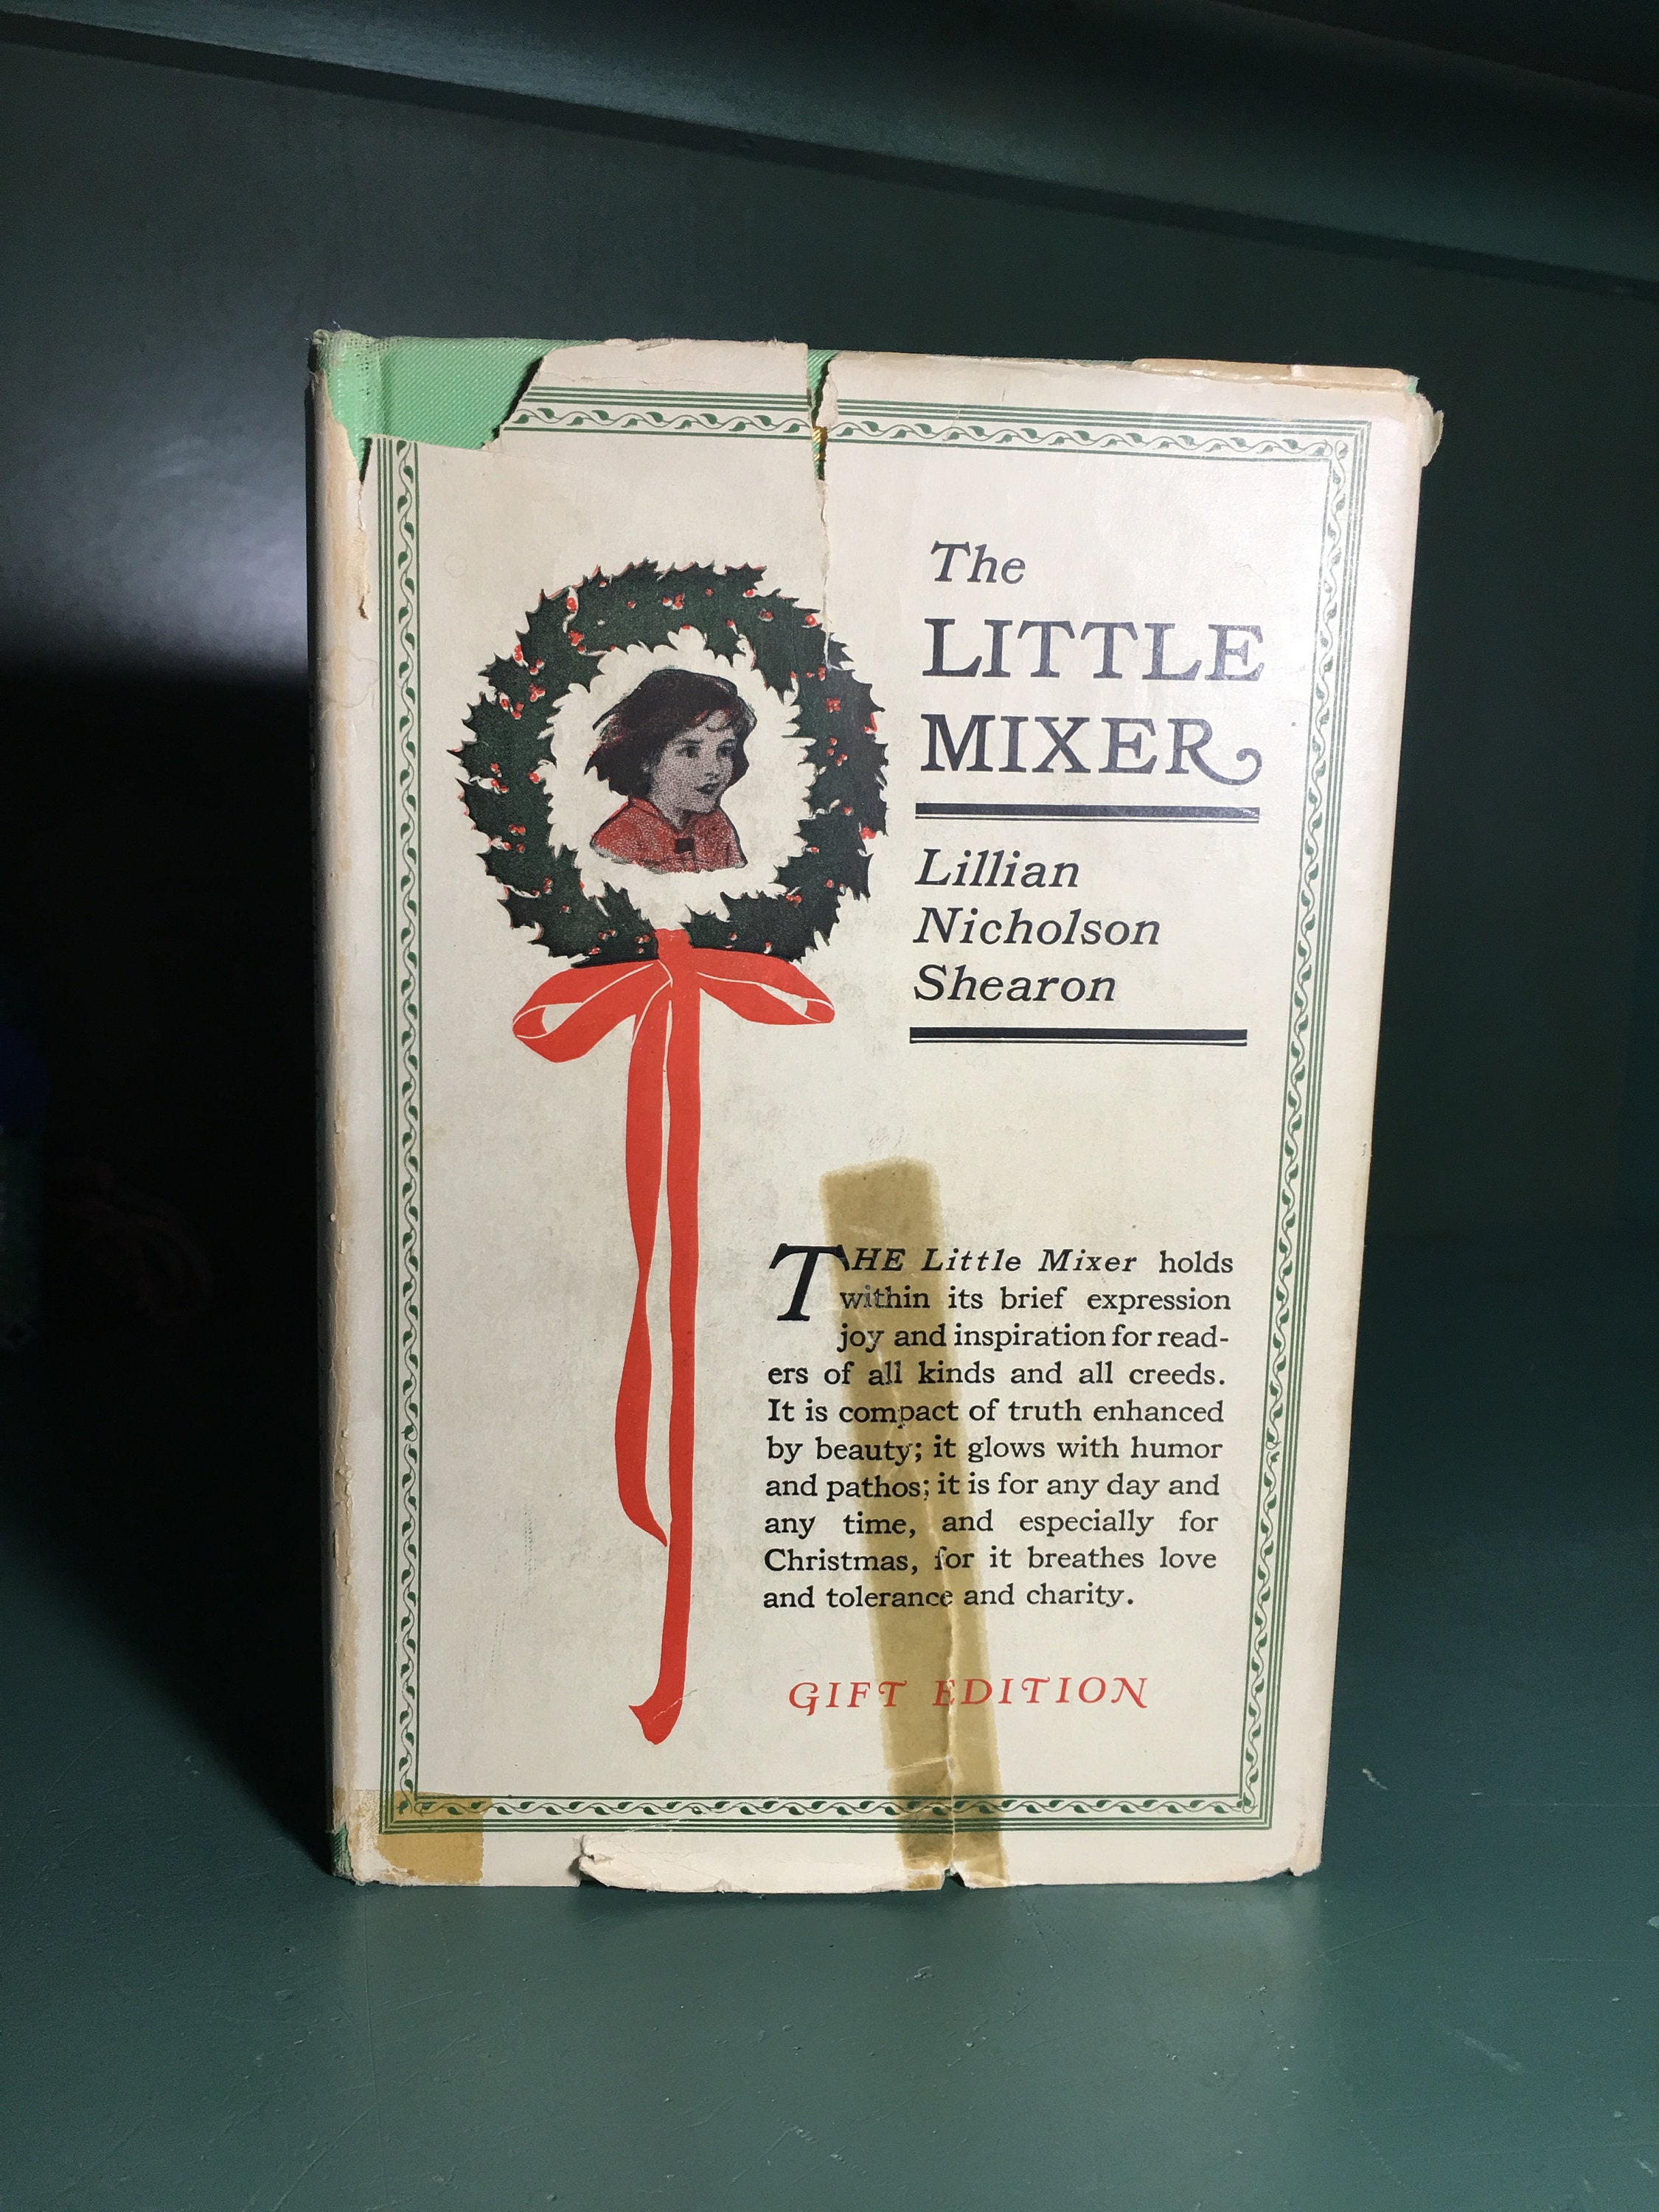 The
LITTLE
MIXER
Lillian
Nicholson
Shearon
THE Little Mixer holds
within its brief expression
joy and inspiration for read-
ers of all kinds and all creeds.
It is compact of truth enhanced
by beauty; it glows with humor
and pathos; it is for any day and
any time, and especially for
Christmas, for it breathes love
and tolerance and charity.
GIFT EDITION